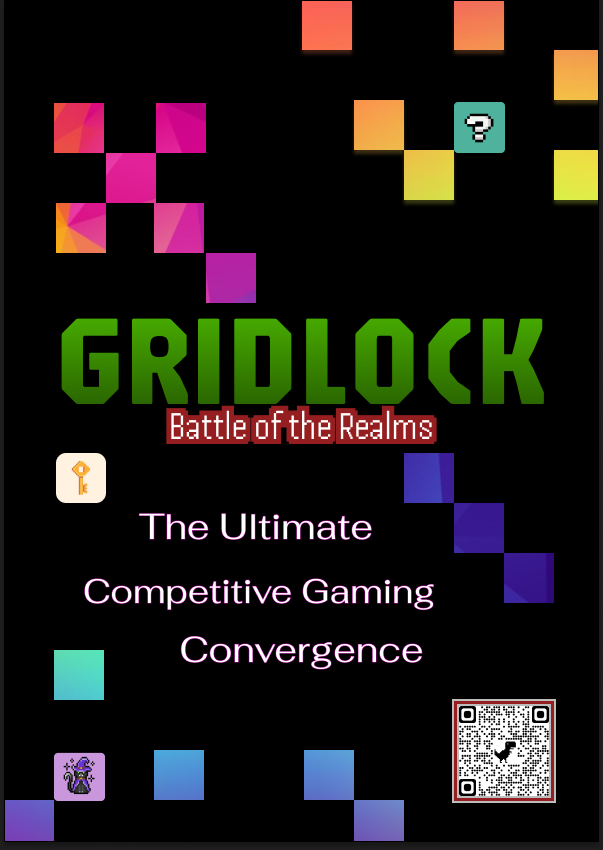 ?
GRIDLOCK
Battle of the Realms
The Ultimate
Competitive Gaming
Convergence